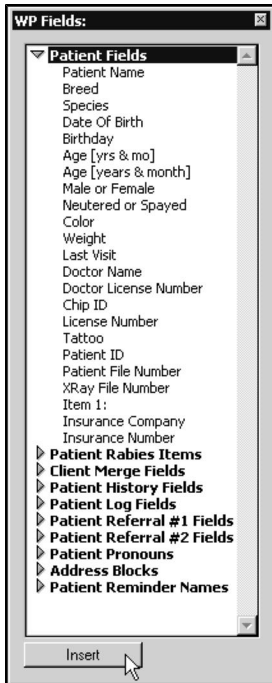 WP Fields:
Patient Fields
Patient Name
Breed
Species
Date Of Birth
Birthday
Age [yrs & mo]
Age [years & month]
Male or Female
Neutered or Spayed
Color
Weight
Last Visit
Doctor Name
Doctor License Number
Chip ID
License Number
Tattoo
Patient ID
Patient File Number
XRay File Number
Item 1:
Insurance Company
Insurance Number
Patient Rabies Items
Client Merge Fields
Patient History Fields
Patient Log Fields
Patient Referral #1 Fields
Patient Referral #2 Fields
Patient Pronouns
Address Blocks
Patient Reminder Names
Insert